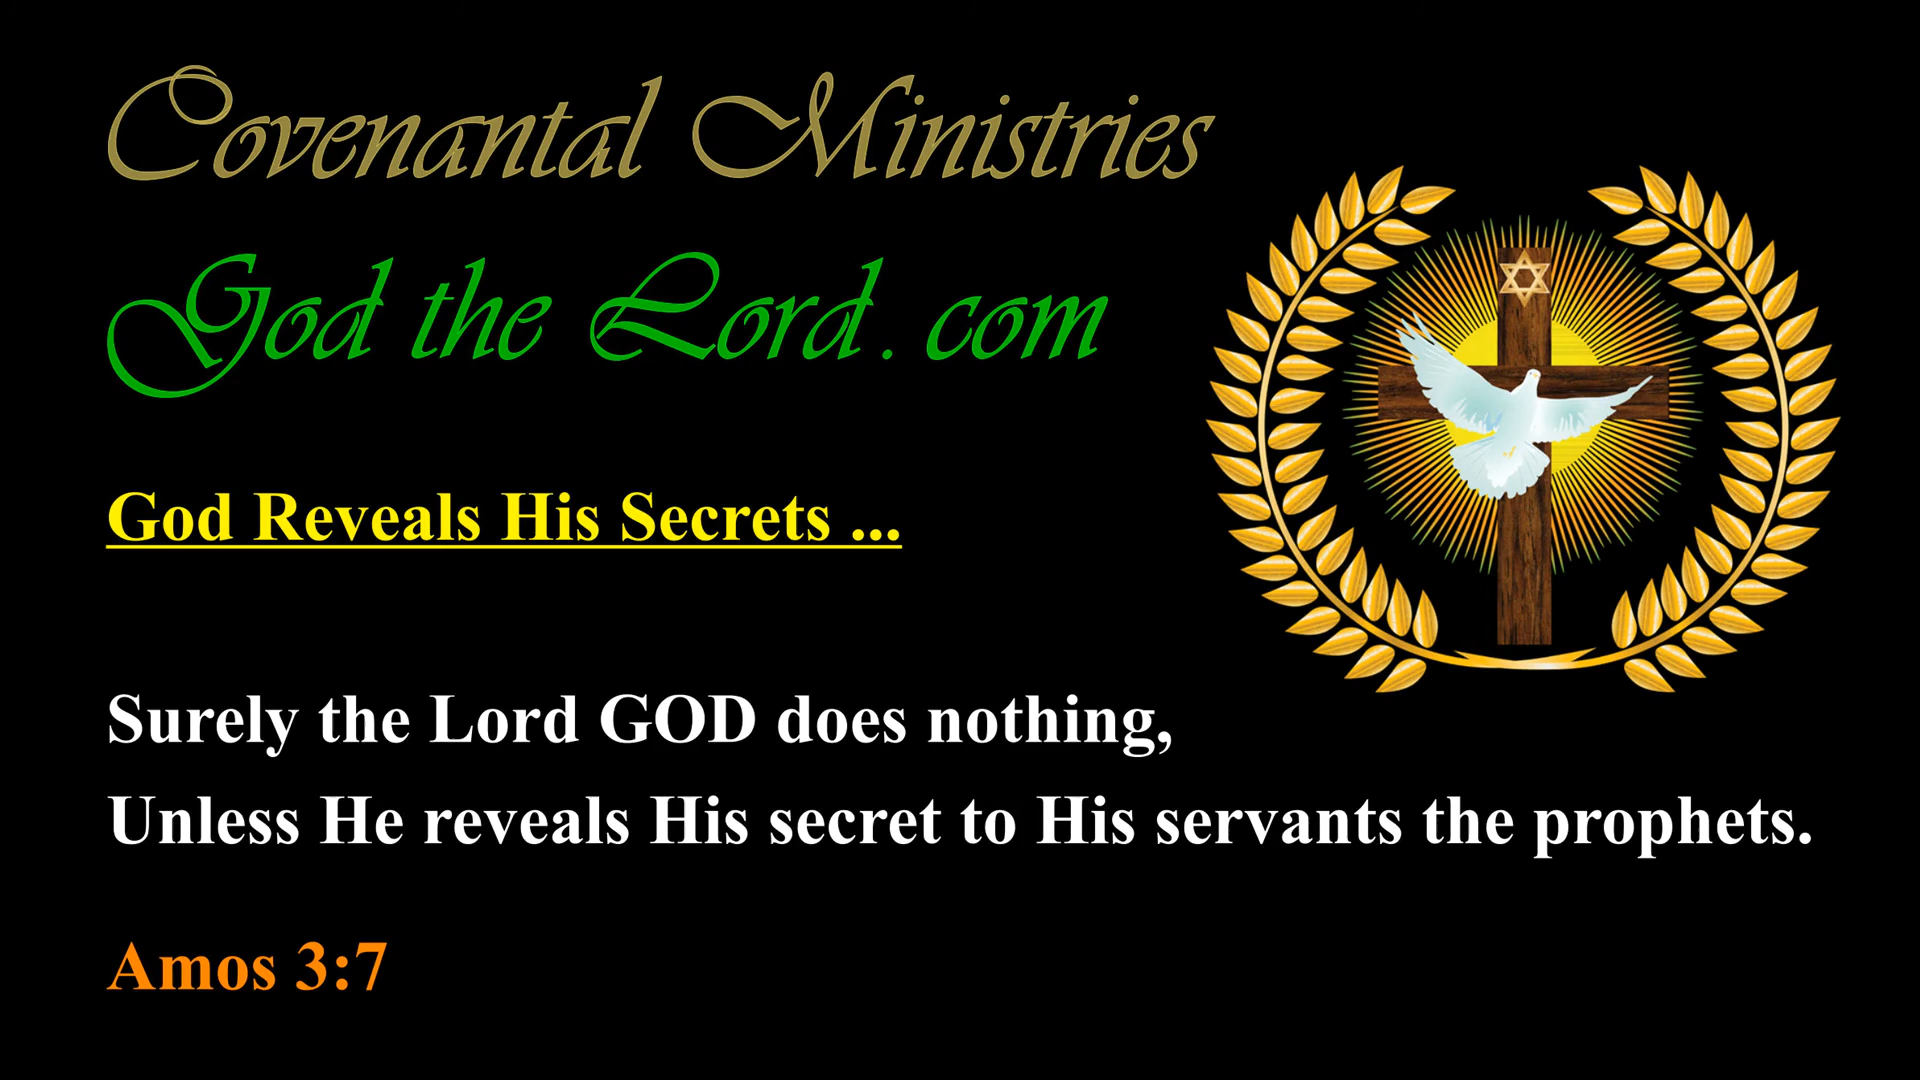 Covenantal Ministries
God the Lord . com
God Reveals His Secrets ...
Surely the Lord GOD does nothing,
Unless He reveals His secret to His servants the prophets.
Amos 3:7